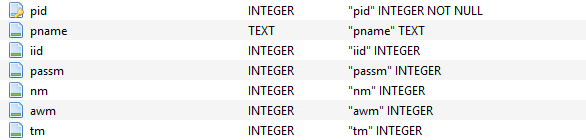 pid INTEGER "pid" INTEGER NOT NULL
pname TEXT "pname" TEXT
iid INTEGER "iid" INTEGER
passm INTEGER "passm" INTEGER
nm INTEGER "nm" INTEGER
awm INTEGER "awm" INTEGER
tm INTEGER "tm" INTEGER